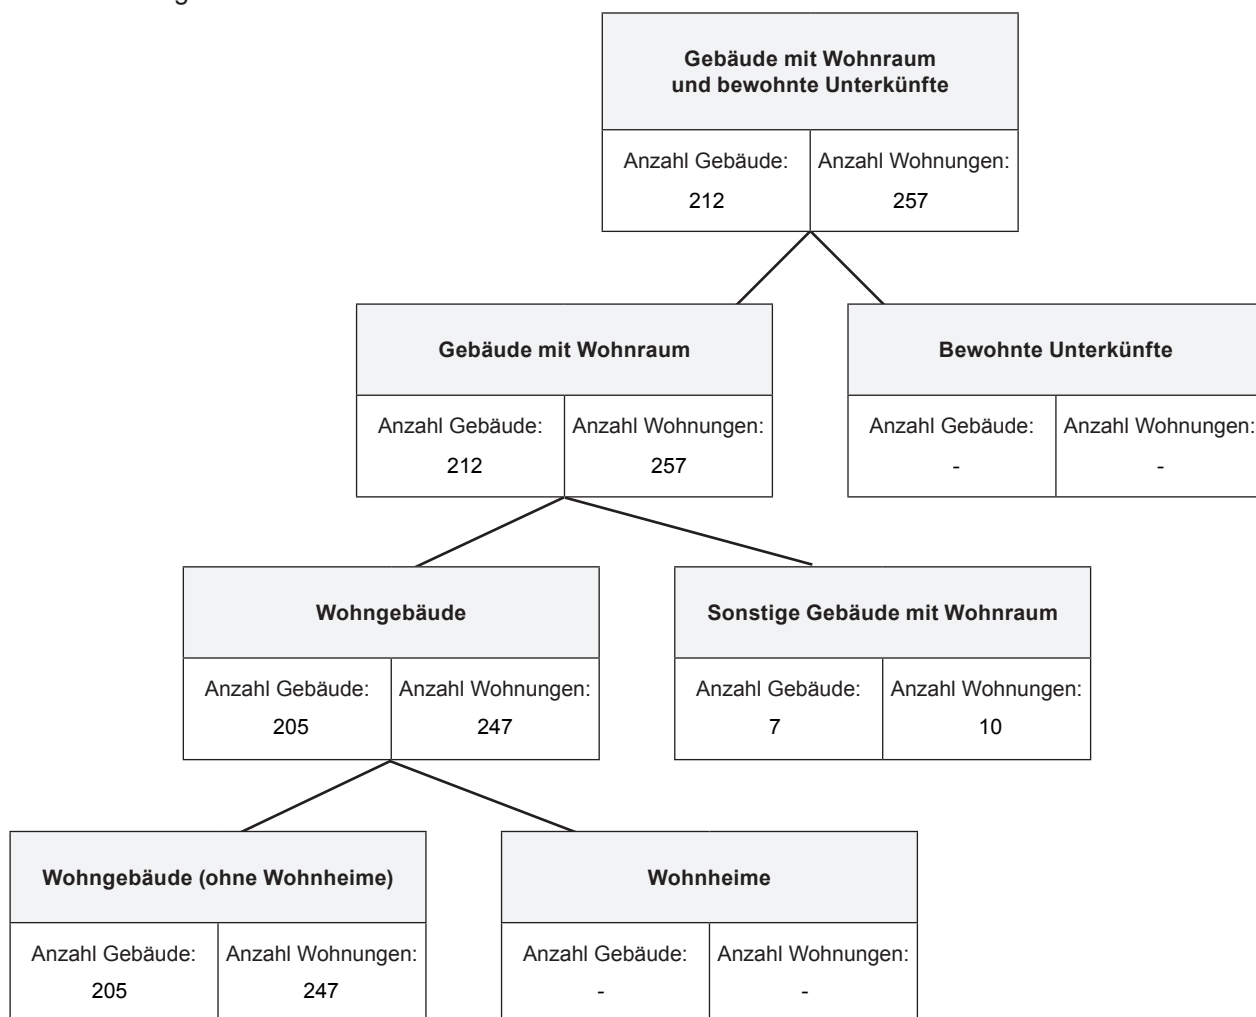 Gebäude mit Wohnraum
und bewohnte Unterkünfte
Anzahl Gebäude: Anzahl Wohnungen:
212 257
Gebäude mit Wohnraum
Anzahl Gebäude: Anzahl Wohnungen:
212 257
Bewohnte Unterkünfte
Anzahl Gebäude: Anzahl Wohnungen:
- -
Wohngebäude
Anzahl Gebäude: Anzahl Wohnungen:
205 247
Sonstige Gebäude mit Wohnraum
Anzahl Gebäude: Anzahl Wohnungen:
7 10
Wohngebäude (ohne Wohnheime)
Anzahl Gebäude: Anzahl Wohnungen:
205 247
Wohnheime
Anzahl Gebäude: Anzahl Wohnungen:
- -